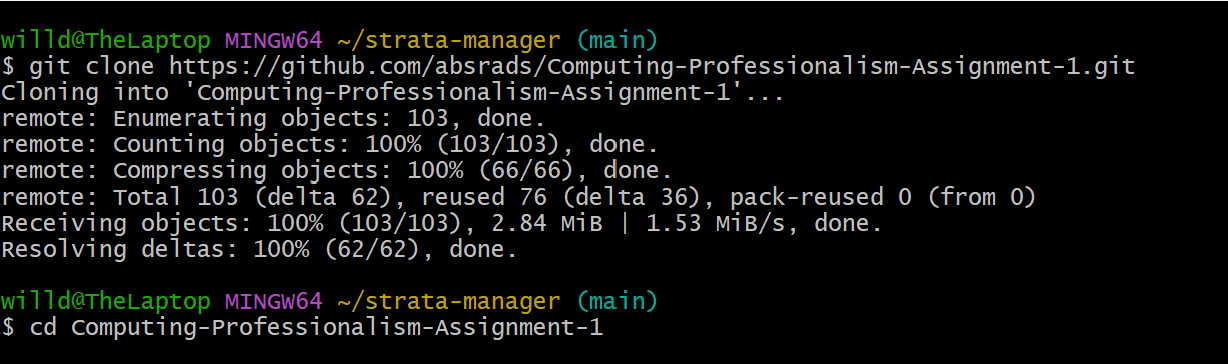 willd@TheLaptop MINGW64 ~/strata-manager (main)
$ git clone https://github.com/absrads/Computing-Professionalism-Assignment-1.git
Cloning into 'Computing-Professionalism-Assignment-1'...
remote: Enumerating objects: 103, done.
remote: Counting objects: 100% (103/103), done.
remote: Compressing objects: 100% (66/66), done.
remote: Total 103 (delta 62), reused 76 (delta 36), pack-reused 0 (from 0)
Receiving objects: 100% (103/103), 2.84 MiB | 1.53 MiB/s, done.
Resolving deltas: 100% (62/62), done.
willd@TheLaptop MINGW64 ~/strata-manager (main)
$ cd Computing-Professionalism-Assignment-1